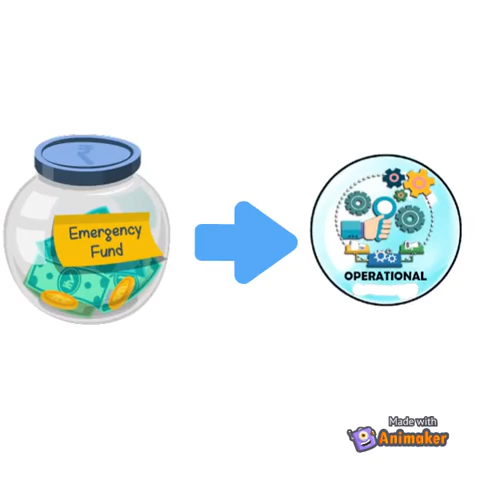 Emergency
Fund
OPERATIONAL
Made with
Animaker